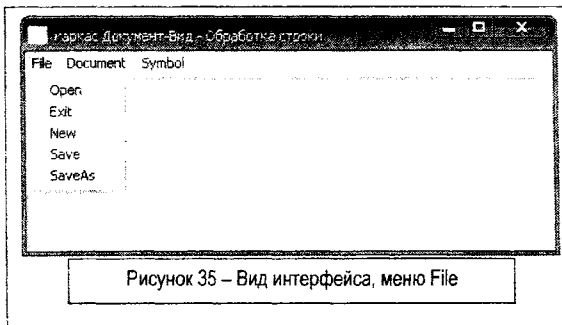 каркас Документ-Вид - Обработка строки
File Document Symbol
Open
Exit
New
Save
SaveAs
Рисунок 35 – Вид интерфейса, меню File